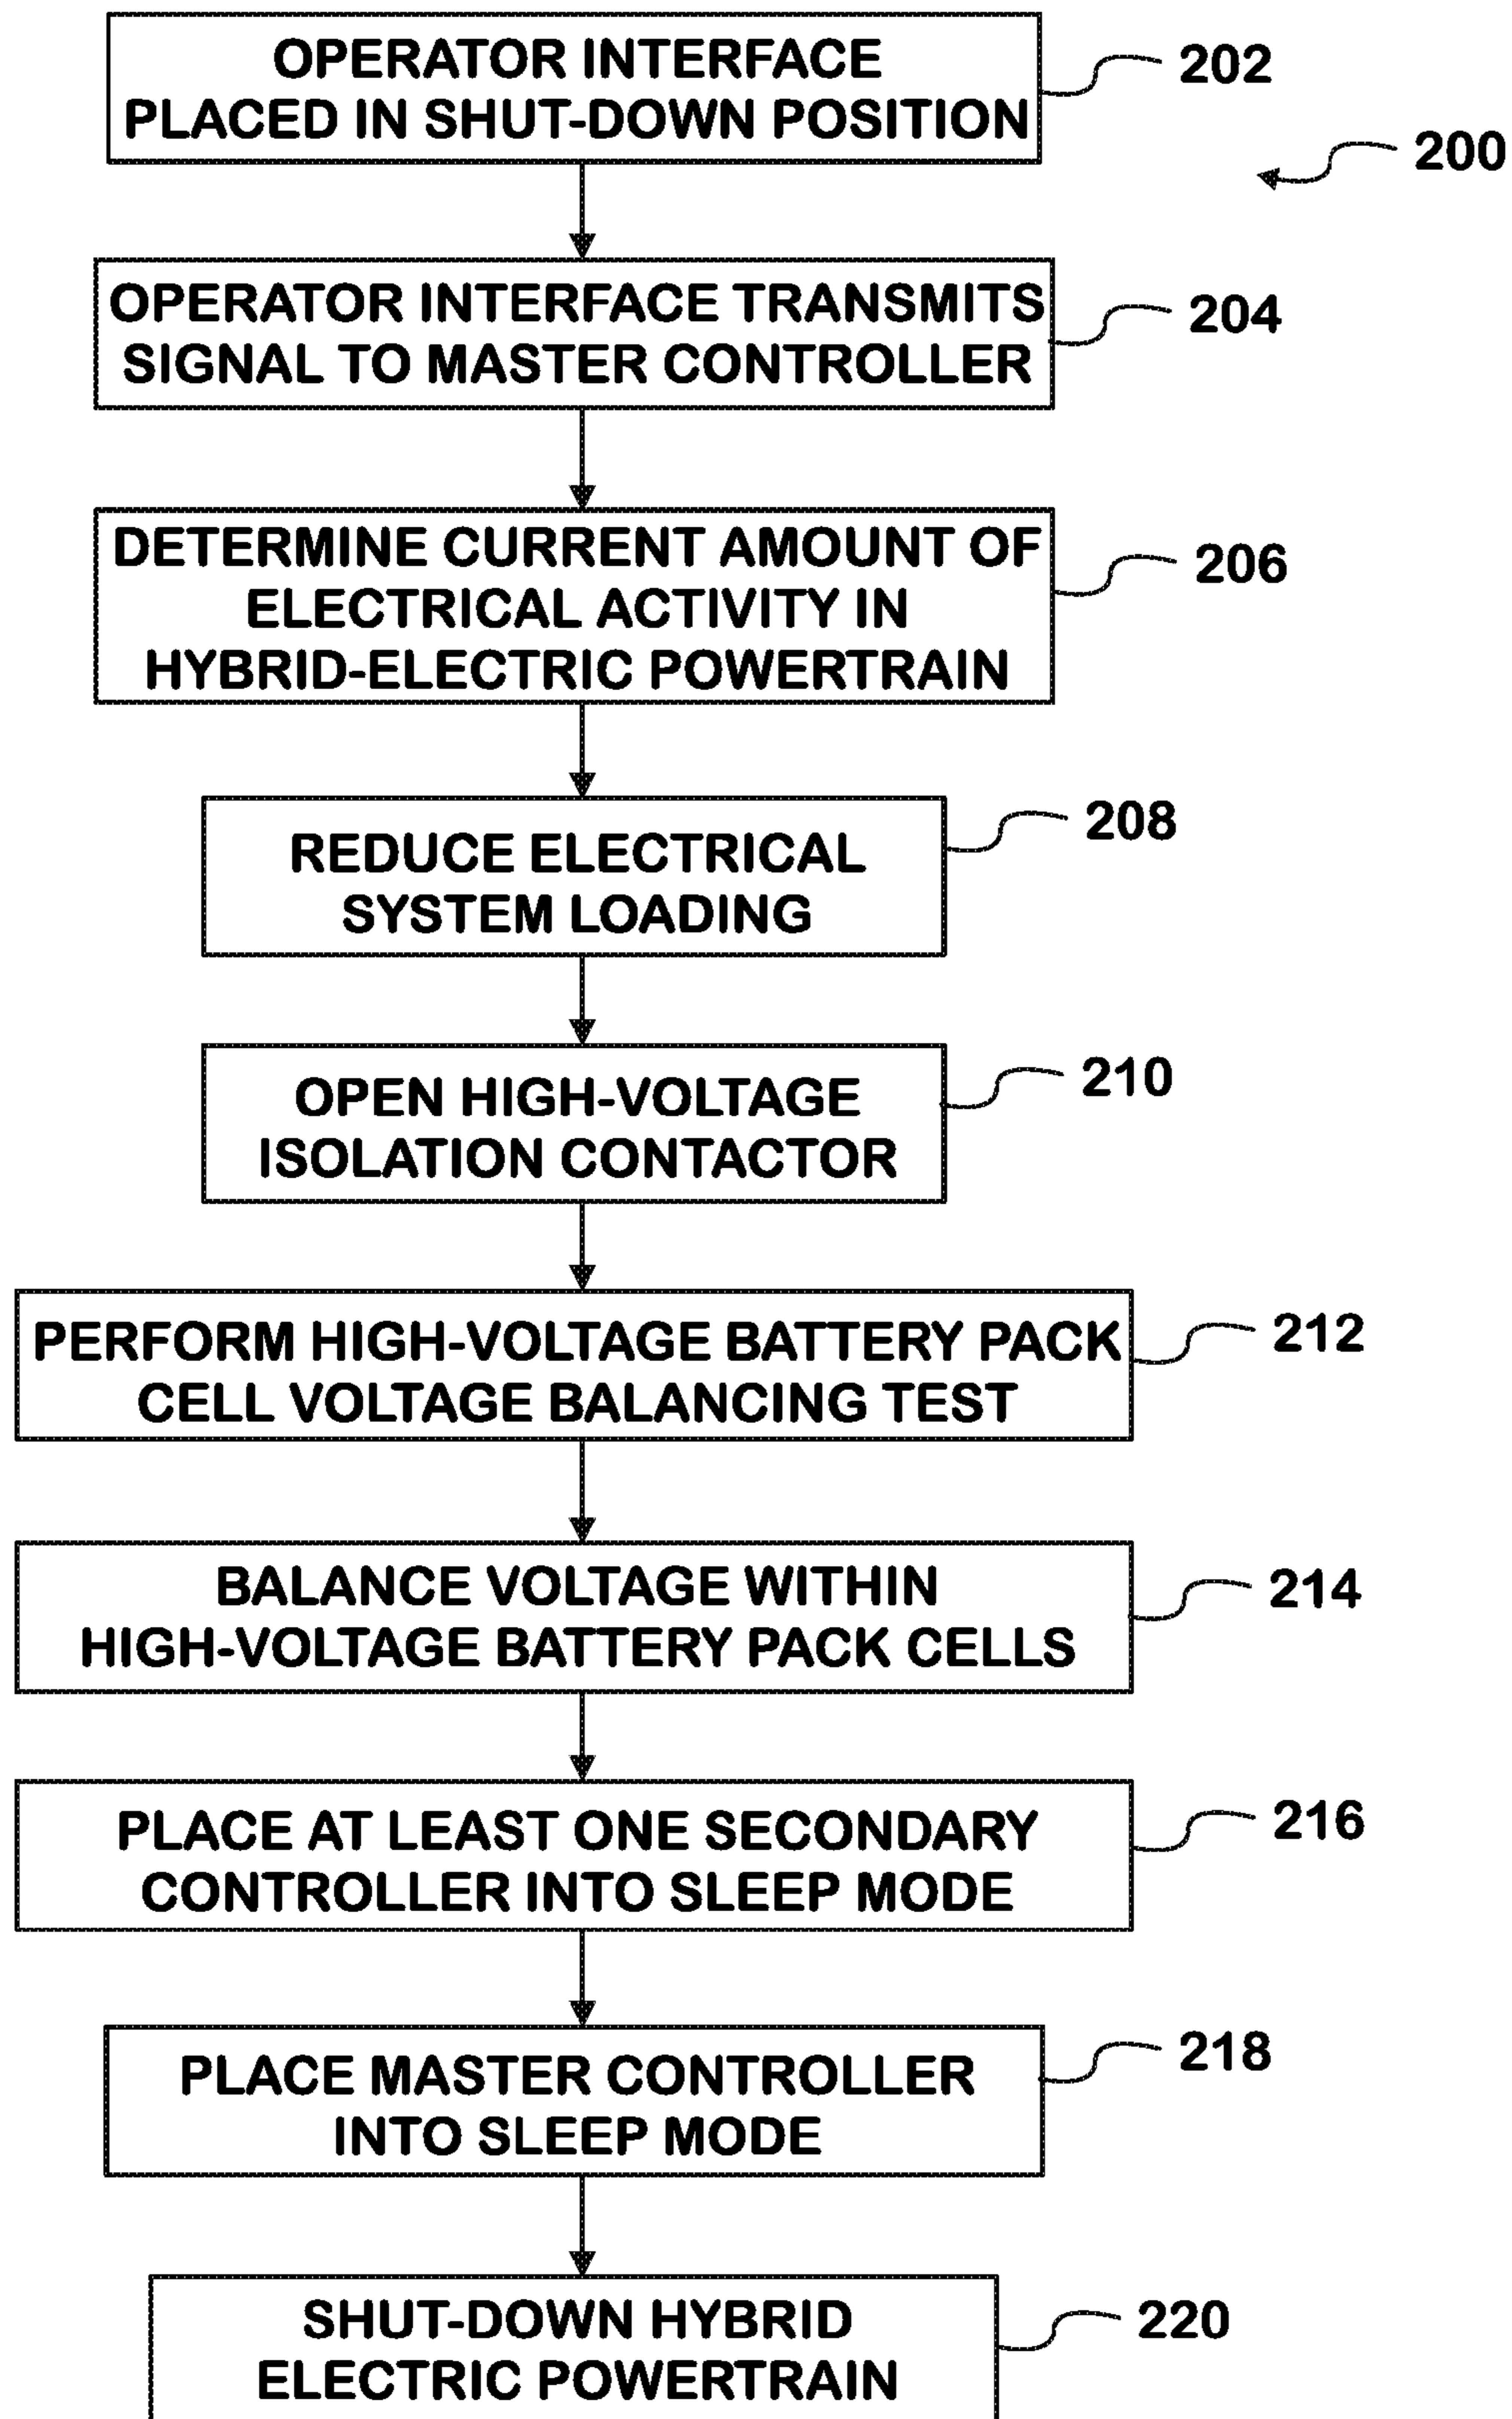 OPERATOR INTERFACE
PLACED IN SHUT-DOWN POSITION
202
200
OPERATOR INTERFACE TRANSMITS
SIGNAL TO MASTER CONTROLLER
204
DETERMINE CURRENT AMOUNT OF
ELECTRICAL ACTIVITY IN
HYBRID-ELECTRIC POWERTRAIN
206
REDUCE ELECTRICAL
SYSTEM LOADING
208
OPEN HIGH-VOLTAGE
ISOLATION CONTACTOR
210
PERFORM HIGH-VOLTAGE BATTERY PACK
CELL VOLTAGE BALANCING TEST
212
BALANCE VOLTAGE WITHIN
HIGH-VOLTAGE BATTERY PACK CELLS
214
PLACE AT LEAST ONE SECONDARY
CONTROLLER INTO SLEEP MODE
216
PLACE MASTER CONTROLLER
INTO SLEEP MODE
218
SHUT-DOWN HYBRID
ELECTRIC POWERTRAIN
220